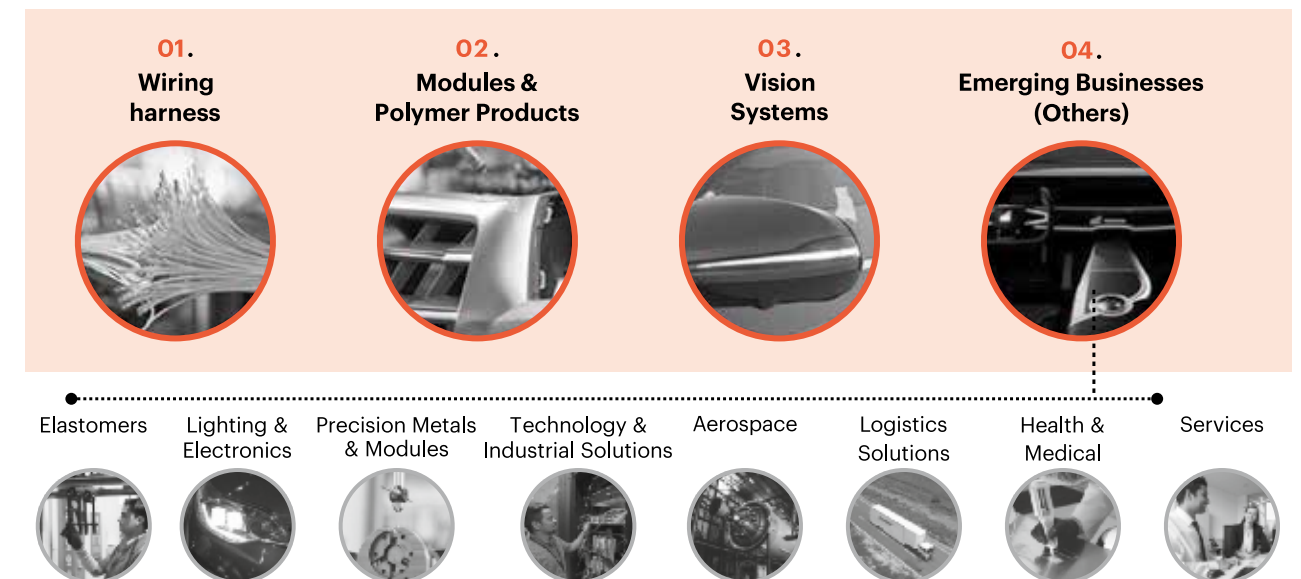 01.
Wiring
harness
02.
Modules &
Polymer Products
03.
Vision
Systems
04.
Emerging Businesses
(Others)
Elastomers
Lighting &
Electronics
Precision Metals
& Modules
Technology &
Industrial Solutions
Aerospace
Logistics
Solutions
Health &
Medical
Services